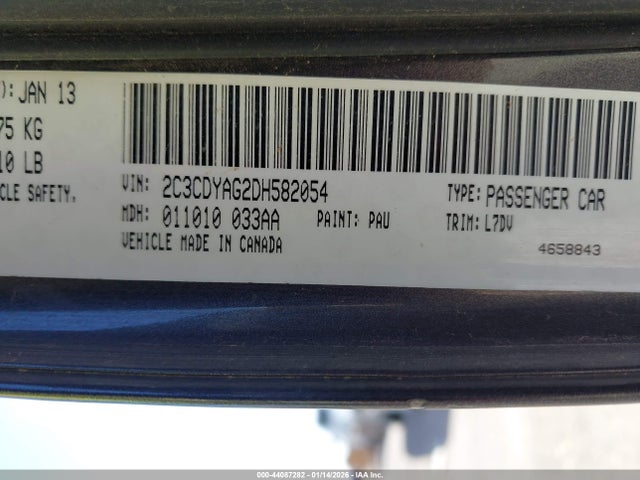 ): JAN 13
75 KG
10 LB
CLE SAFETY.
VIN: 2C3CDYAG2DH582054
TYPE: PASSENGER CAR
MDH: 011010 033AA
PAINT: PAU
TRIM: L7DV
VEHICLE MADE IN CANADA
4658843
000-44087282 - 01/14/2026 - IAA Inc.